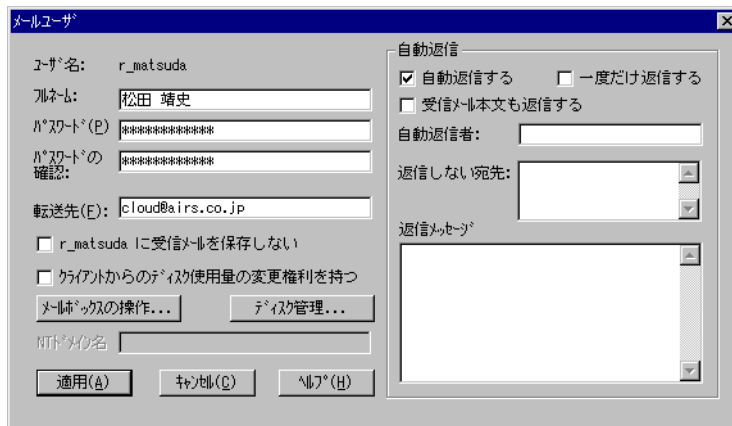 メールユーザ
ユーザ名: r_matsuda
フルネーム: 松田 靖史
パスワード(P) ************
パスワードの
確認: ************
転送先(F): cloud@airs.co.jp
r_matsuda に受信メールを保存しない
クライアントからのディスク使用量の変更権利を持つ
メールボックスの操作... ディスク管理...
NTドメイン名
適用(A) キャンセル(C) ヘルプ(H)
自動返信
自動返信する 一度だけ返信する
受信メール本文も返信する
自動返信者:
返信しない宛先:
返信メッセージ